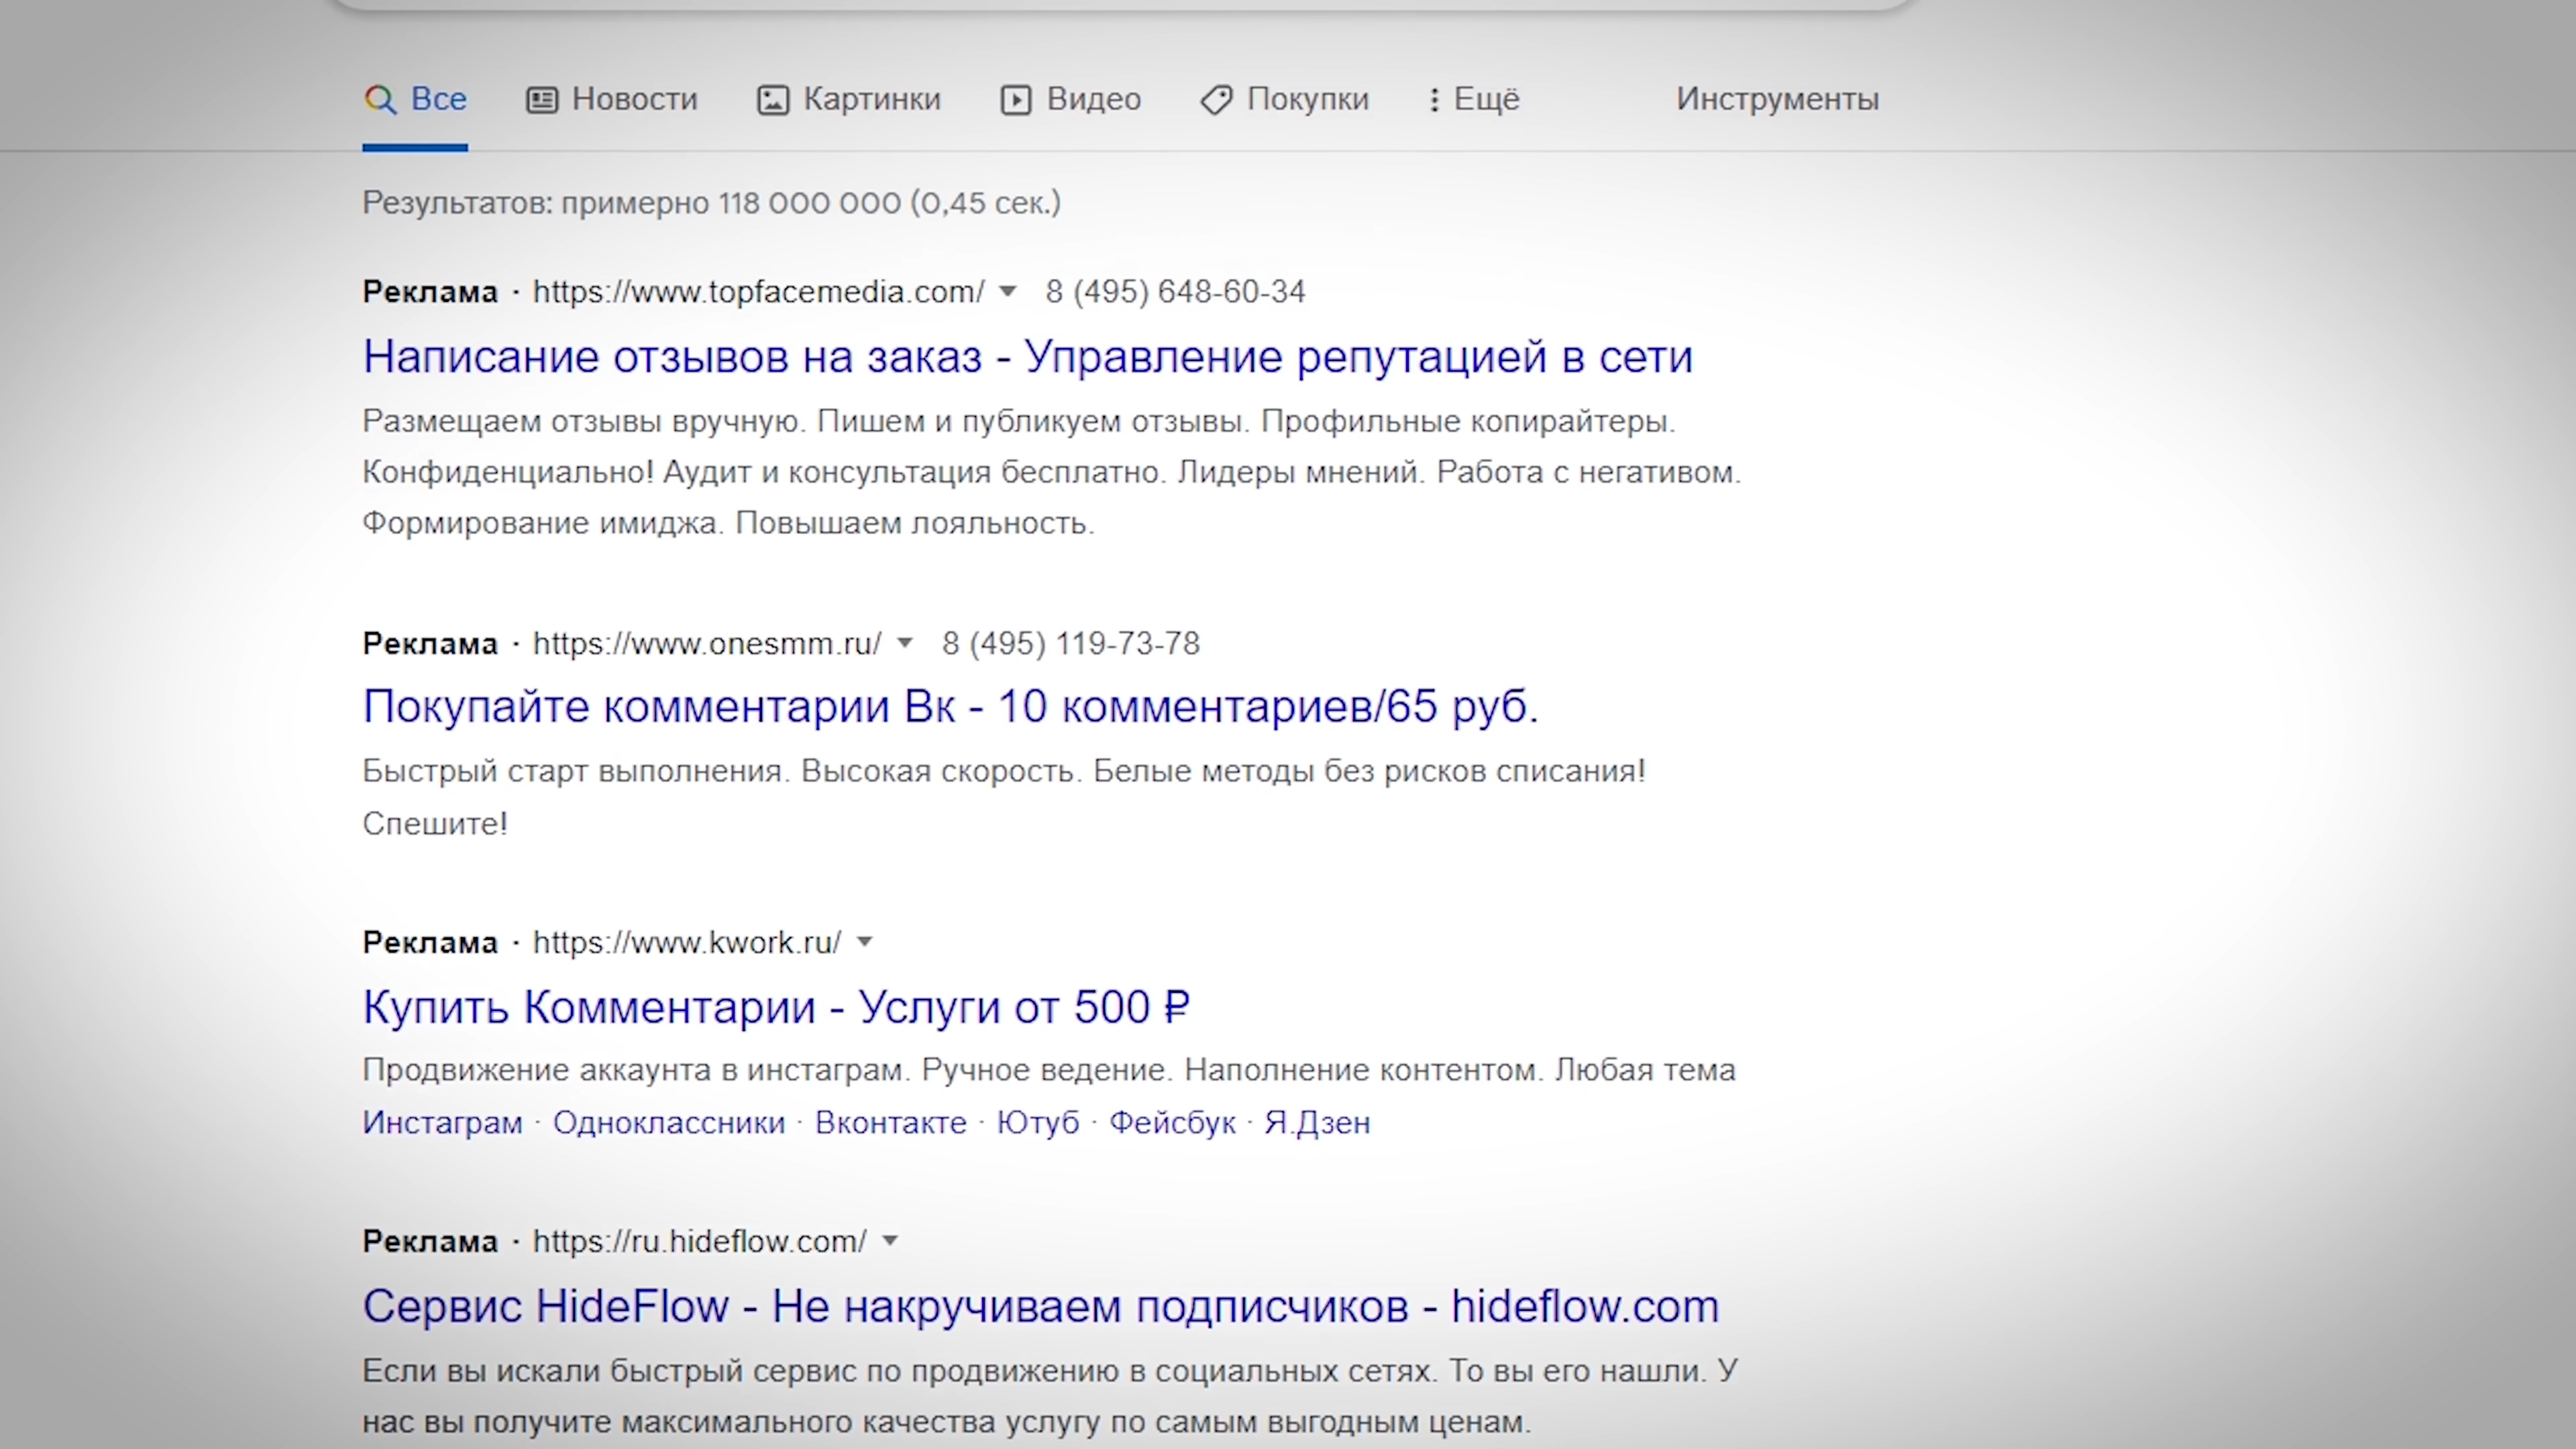 Все Новости Картинки Видео Покупки Ещё Инструменты
Результатов: примерно 118 000 000 (0,45 сек.)
Реклама · https://www.topfacemedia.com/ 8 (495) 648-60-34
Написание отзывов на заказ - Управление репутацией в сети
Размещаем отзывы вручную. Пишем и публикуем отзывы. Профильные копирайтеры.
Конфиденциально! Аудит и консультация бесплатно. Лидеры мнений. Работа с негативом.
Формирование имиджа. Повышаем лояльность.
Реклама · https://www.onesmm.ru/ 8 (495) 119-73-78
Покупайте комментарии Вк - 10 комментариев/65 руб.
Быстрый старт выполнения. Высокая скорость. Белые методы без рисков списания!
Спешите!
Реклама · https://www.kwork.ru/
Купить Комментарии - Услуги от 500 ₽
Продвижение аккаунта в инстаграм. Ручное ведение. Наполнение контентом. Любая тема
Инстаграм · Одноклассники · Вконтакте · Ютуб · Фейсбук · Я.Дзен
Реклама · https://ru.hideflow.com/
Сервис HideFlow - Не накручиваем подписчиков - hideflow.com
Если вы искали быстрый сервис по продвижению в социальных сетях. То вы его нашли. У
нас вы получите максимального качества услугу по самым выгодным ценам.